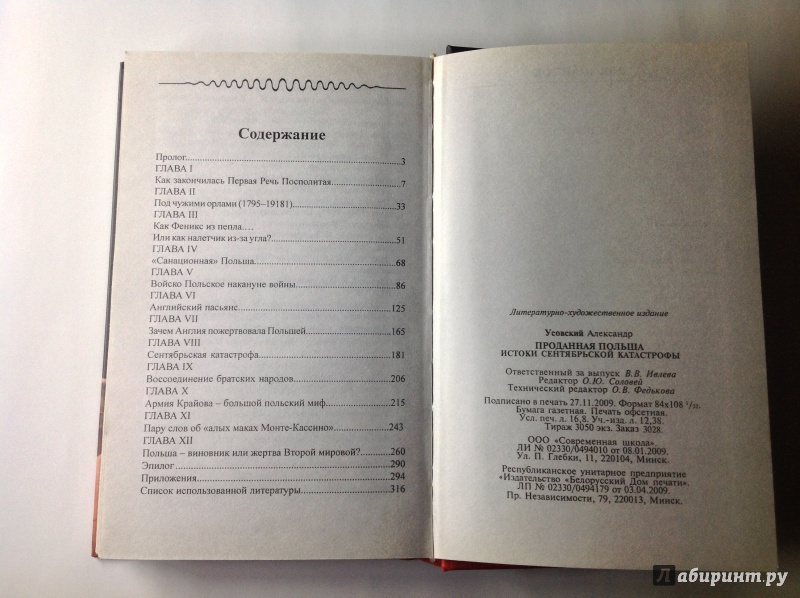 Содержание
Пролог....3
ГЛАВА I
Как закончилась Первая Речь Посполитая....7
ГЛАВА II
Под чужими орлами (1795–19181)....33
ГЛАВА III
Как Феникс из пепла....
Или как налетчик из-за угла?....51
ГЛАВА IV
«Санационная» Польша....68
ГЛАВА V
Войско Польское накануне войны....86
ГЛАВА VI
Английский пасьянс....125
ГЛАВА VII
Зачем Англия пожертвовала Польшей....165
ГЛАВА VIII
Сентябрьская катастрофа....181
ГЛАВА IX
Воссоединение братских народов....206
ГЛАВА X
Армия Крайова – большой польский миф....215
ГЛАВА XI
Пару слов об «алых маках Монте-Кассино»....243
ГЛАВА XII
Польша – виновник или жертва Второй мировой?....260
Эпилог....290
Приложения....294
Список использованной литературы....316
Литературно-художественное издание
Усовский Александр
ПРОДАННАЯ ПОЛЬША
ИСТОКИ СЕНТЯБРЬСКОЙ КАТАСТРОФЫ
Ответственный за выпуск В.В. Ивлева
Редактор О.Ю. Соловей
Технический редактор О.В. Федькова
Подписано в печать 27.11.2009. Формат 84х108 ¹/₃₂.
Бумага газетная. Печать офсетная.
Усл. печ. л. 16,8. Уч.-изд. л. 12,38.
Тираж 3050 экз. Заказ 3028.
ООО «Современная школа».
ЛИ № 02330/0494010 от 08.01.2009.
Ул. П. Глебки, 11, 220104, Минск.
Республиканское унитарное предприятие
«Издательство «Белорусский Дом печати».
ЛП № 02330/0494179 от 03.04.2009.
Пр. Независимости, 79, 220013, Минск.
Лабиринт.ру